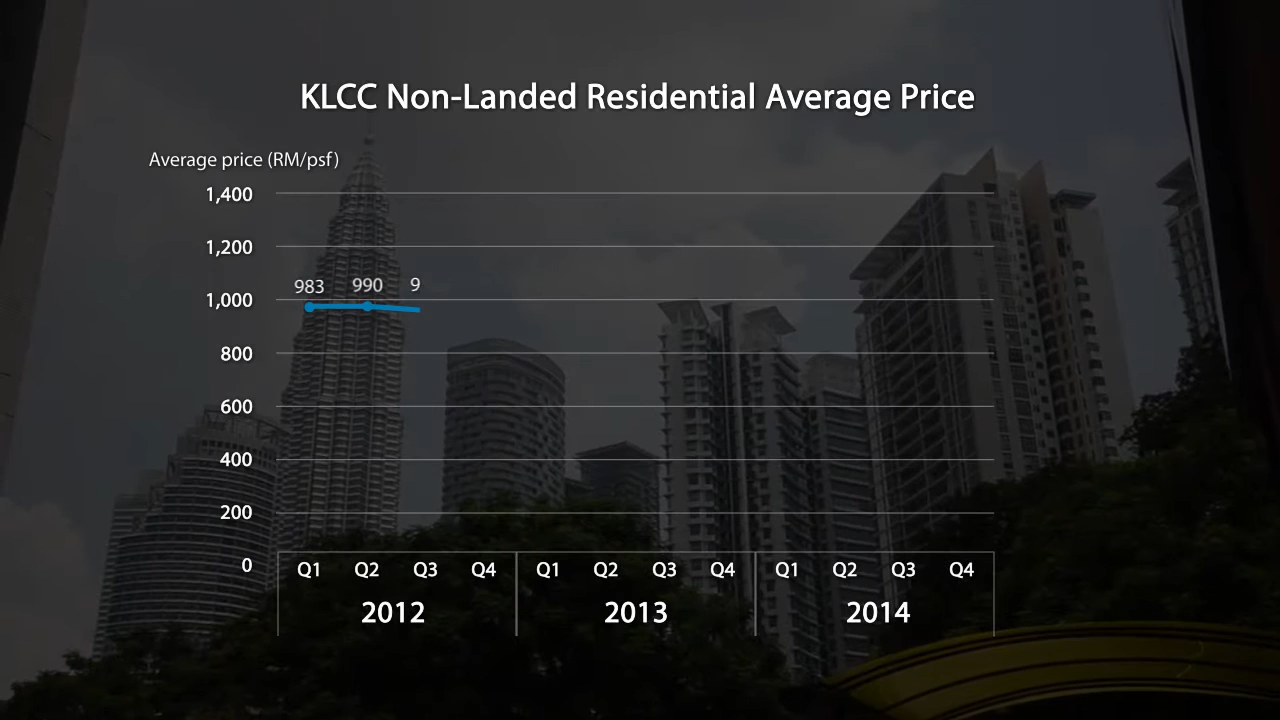 KLCC Non-Landed Residential Average Price
Average price (RM/psf)
1,400
1,200
983 990 9
1,000
800
600
400
200
0
Q1 Q2 Q3 Q4 Q1 Q2 Q3 Q4 Q1 Q2 Q3 Q4
2012 2013 2014